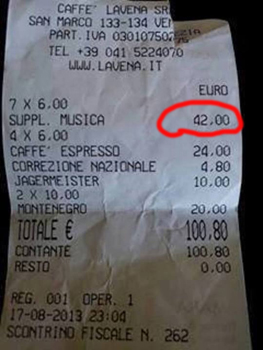 CAFFE' LAVENA SRL
SAN MARCO 133-134 VE
PART.IVA
TEL +39 041 5224070
WWW.LAVENA.IT
EURO
7 X 6.00
SUPPL. MUSICA 42,00
4 X 6.00
CAFFE' ESPRESSO 24,00
CORREZIONE NAZIONALE 4.80
JAGERMEISTER 10,00
2 X 10.00
MONTENEGRO 20.00
TOTALE € 100,80
CONTANTE 100.80
RESTO 0.00
REG. 001 OPER. 1
17-08-2013 23:04
SCONTRINO FISCALE N. 262